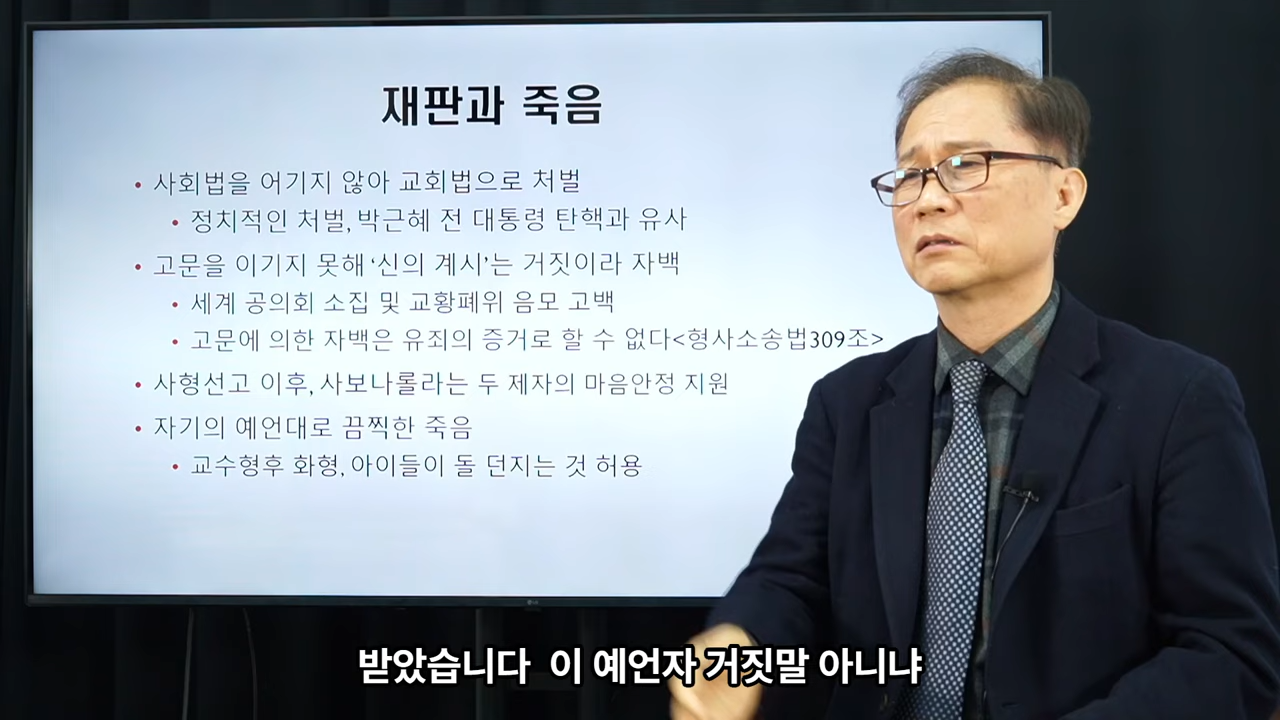 재판과 죽음
• 사회법을 어기지 않아 교회법으로 처벌
• 정치적인 처벌, 박근혜 전 대통령 탄핵과 유사
• 고문을 이기지 못해 ‘신의 계시’는 거짓이라 자백
• 세계 공의회 소집 및 교황폐위 음모 고백
• 고문에 의한 자백은 유죄의 증거로 할 수 없다<형사소송법309조>
• 사형선고 이후, 사보나롤라는 두 제자의 마음안정 지원
• 자기의 예언대로 끔찍한 죽음
• 교수형후 화형, 아이들이 돌 던지는 것 허용
LG
받았습니다 이 예언자 거짓말 아니냐